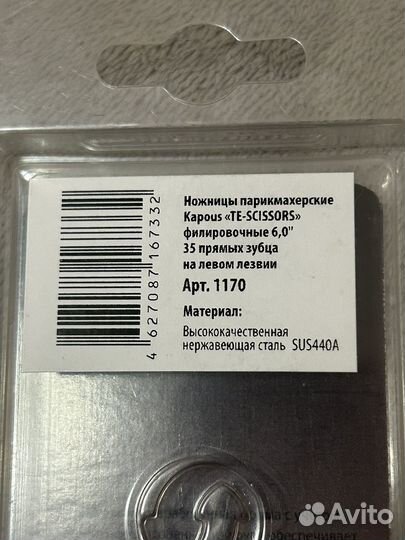 Ножницы парикмахерские
Kapous «TE-SCISSORS»
филировочные 6,0"
35 прямых зубца
на левом лезвии
Арт. 1170
Материал:
Высококачественная
нержавеющая сталь SUS440A
4 627087 167332
обеспечивает
Avito